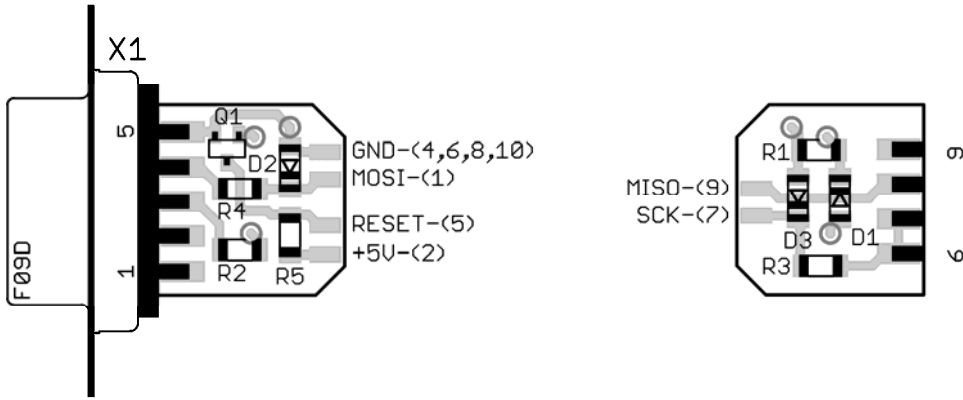 X1
F09D
5
1
Q1
D2
R4
R2
R5
GND-(4,6,8,10)
MOSI-(1)
RESET-(5)
+5V-(2)
R1
MISO-(9)
SCK-(7)
D3
D1
R3
9
6